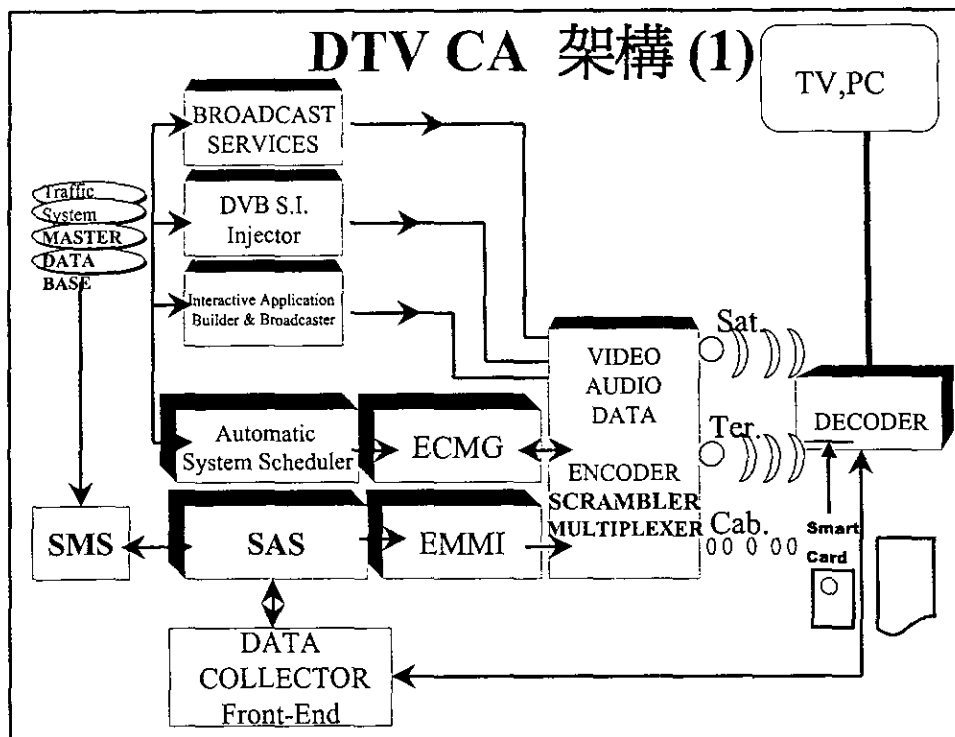 DTV CA 架構 (1)
TV,PC
BROADCAST
SERVICES
Traffic
System
MASTER
DATA
BASE
DVB S.I.
Injector
Interactive Application
Builder & Broadcaster
Automatic
System Scheduler
ECMG
VIDEO
AUDIO
DATA
ENCODER
SCRAMBLER
MULTIPLEXER
Sat.
Ter.
Cab.
DECODER
Smart
Card
SMS
SAS
EMMI
DATA
COLLECTOR
Front-End